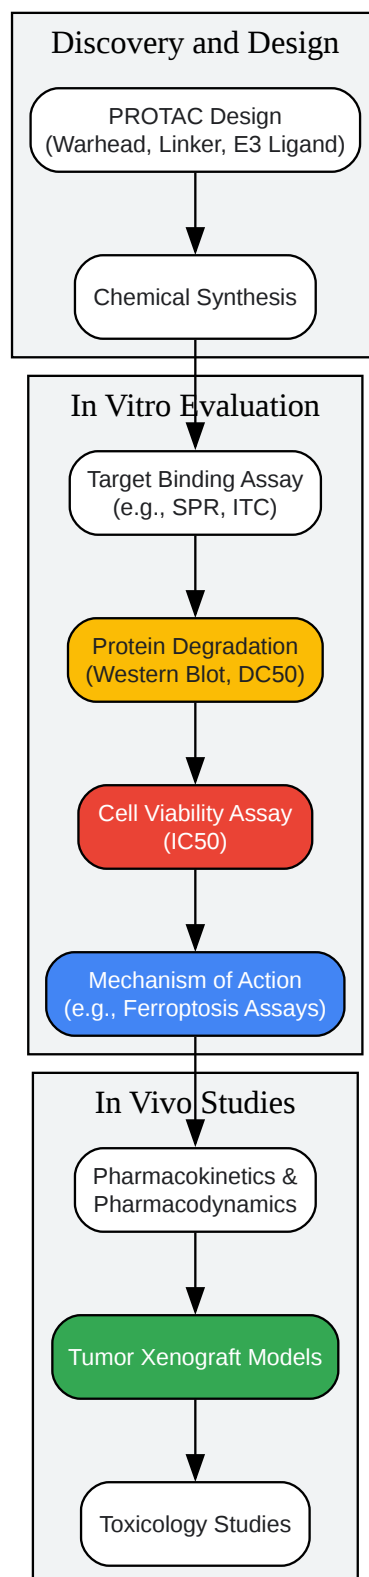 Discovery and Design
PROTAC Design
(Warhead, Linker, E3 Ligand)
Chemical Synthesis
In Vitro Evaluation
Target Binding Assay
(e.g., SPR, ITC)
Protein Degradation
(Western Blot, DC50)
Cell Viability Assay
(IC50)
Mechanism of Action
(e.g., Ferroptosis Assays)
In Vivo Studies
Pharmacokinetics &
Pharmacodynamics
Tumor Xenograft Models
Toxicology Studies